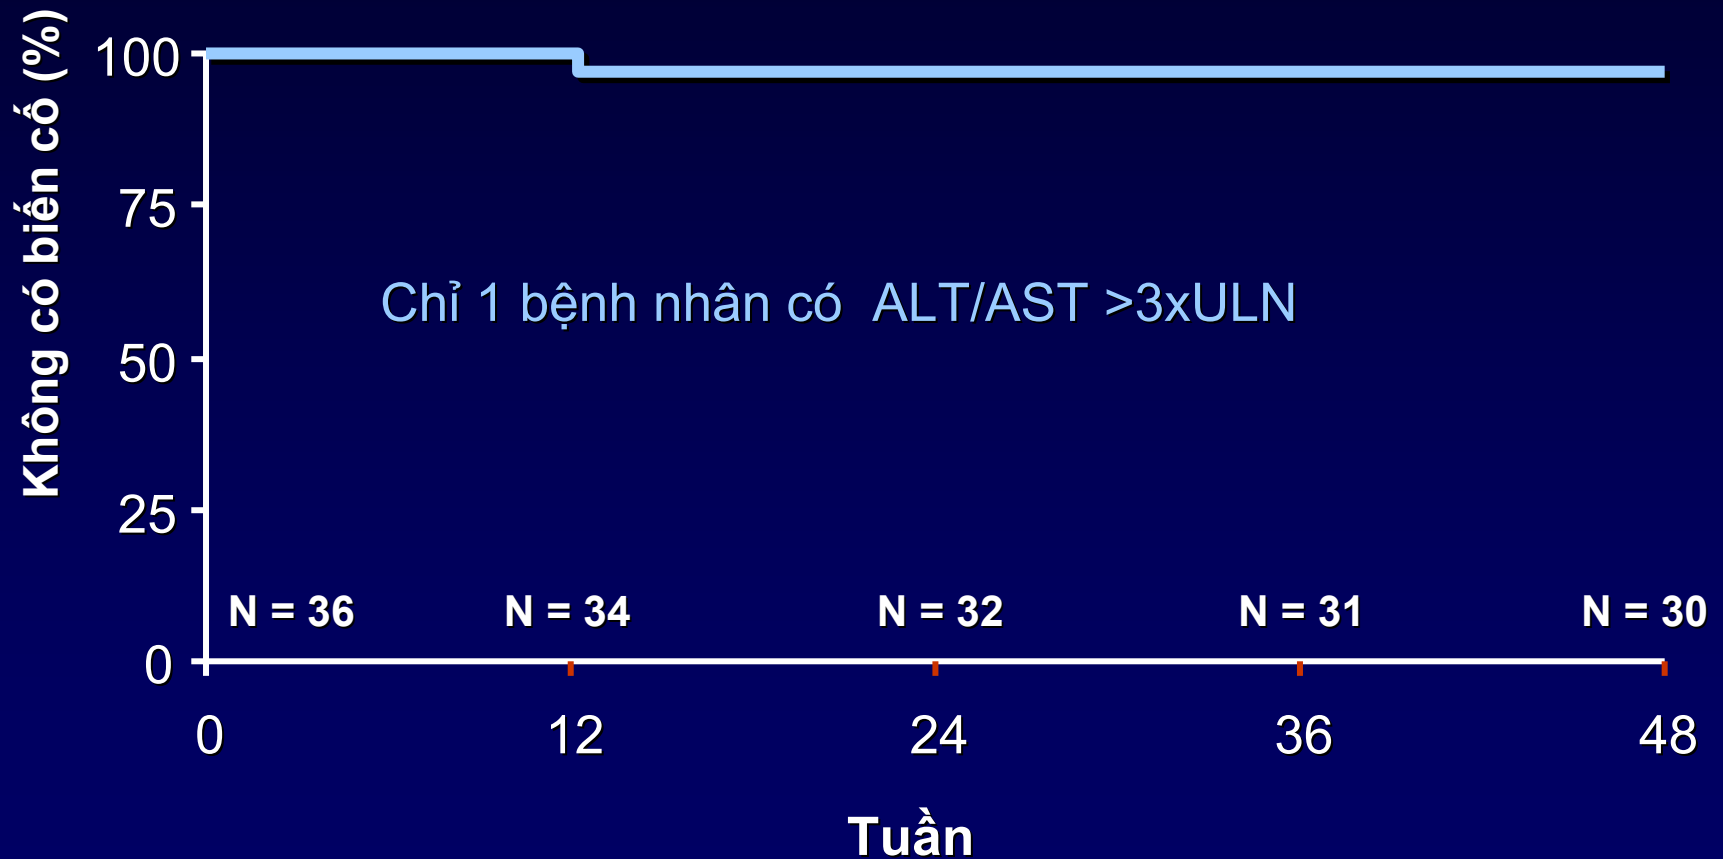 Không có biến cố (%)
100
75
Chỉ 1 bệnh nhân có ALT/AST >3xULN
50
25
N = 36 N = 34 N = 32 N = 31 N = 30
0
0 12 24 36 48
Tuần